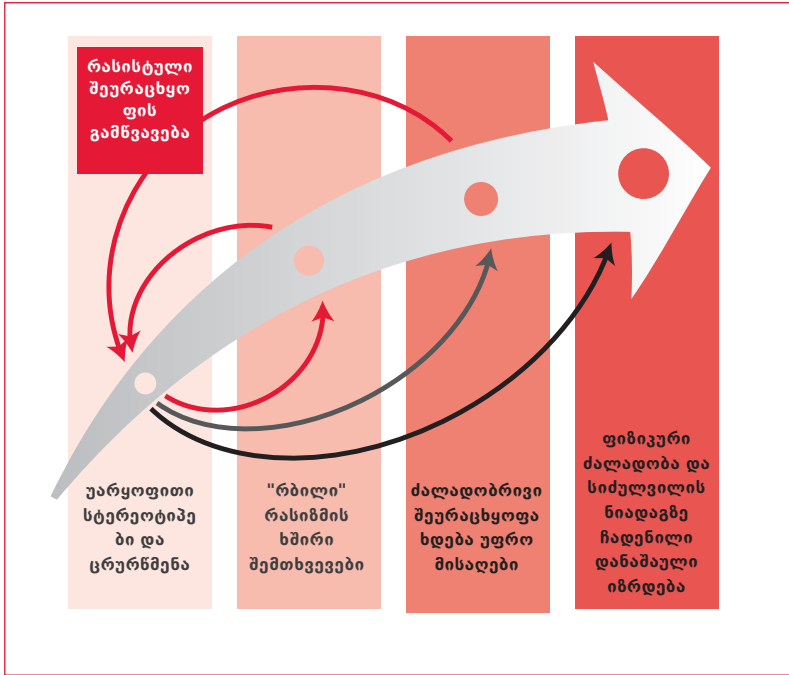 რასისტული
შეურაცხყო
ფის
გამწვავება
უარყოფითი
სტერეოტიპე
ბი და
ცრურწმენა
"რბილი"
რასიზმის
ხშირი
შემთხვევები
ძალადობრივი
შეურაცხოფა
ხდება უფრო
მისაღები
ფიზიკური
ძალადობა და
სიძულვილის
ნიადაგზე
ჩადენილი
დანაშაული
იზრდება